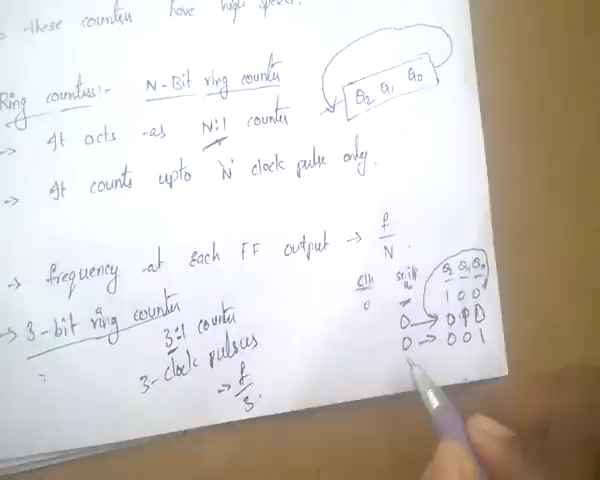 these counters have high speed.
Ring counters:- N-Bit ring counter
Q2 Q1 Q0
→ It acts as N:1 counter
→ It counts upto 'N' clock pulse only.
→ frequency at each FF output → f/N.
→ 3-bit ring counter
3:1 counter
3-clock pulses
→ f/3.
Clk Q2 Q1 Q0
0 1 0 0
0 → 0 1 0
0 → 0 0 1